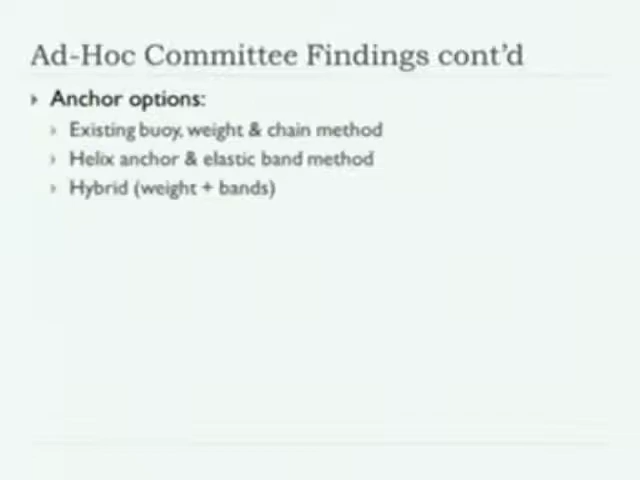 Ad-Hoc Committee Findings cont'd
Anchor options:
Existing buoy, weight & chain method
Helix anchor & elastic band method
Hybrid (weight + bands)